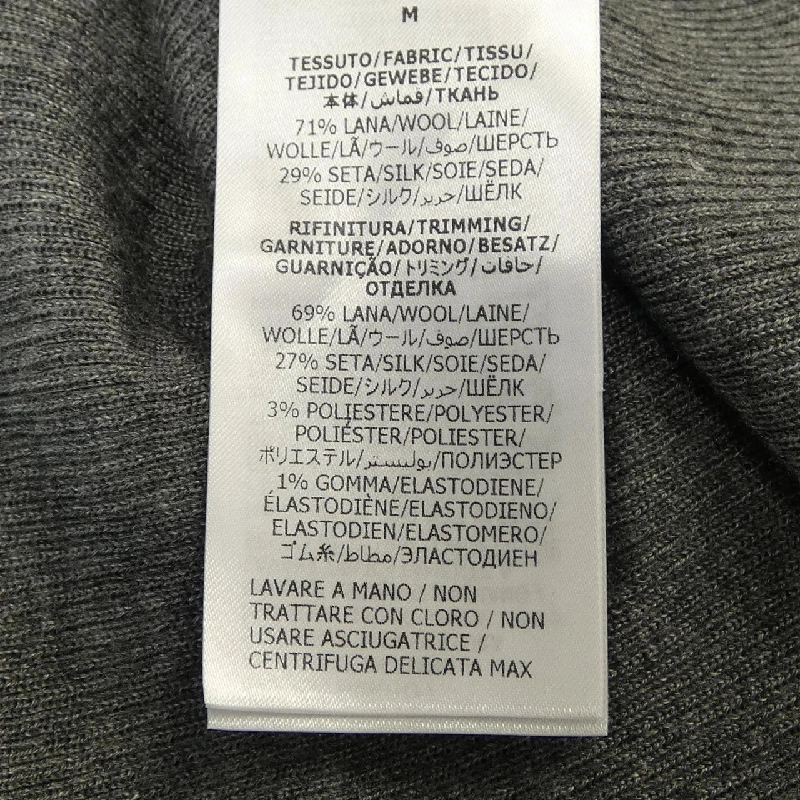 M
TESSUTO/FABRIC/TISSU/
TEJIDO/GEWEBE/TECIDO/
本体/قماش/ТКАНЬ
71% LANA/WOOL/LAINE/
WOLLE/LÃ/ウール/صوف/ШЕРСТЬ
29% SETA/SILK/SOIE/SEDA/
SEIDE/シルク/حرير/ШЁЛК
RIFINITURA/TRIMMING/
GARNITURE/ADORNO/BESATZ/
GUARNIÇÃO/トリミング/حافات/
ОТДЕЛКА
69% LANA/WOOL/LAINE/
WOLLE/LÃ/ウール/صوف/ШЕРСТЬ
27% SETA/SILK/SOIE/SEDA/
SEIDE/シルク/حرير/ШЁЛК
3% POLIESTERE/POLYESTER/
POLIÉSTER/POLIESTER/
ポリエステル/بوليستر/ПОЛИЭСТЕР
1% GOMMA/ELASTODIENE/
ÉLASTODIÈNE/ELASTODIENO/
ELASTODIEN/ELASTOMERO/
ゴム糸/مطاط/ЭЛАСТОДИЕН
LAVARE A MANO / NON
TRATTARE CON CLORO / NON
USARE ASCIUGATRICE /
CENTRIFUGA DELICATA MAX